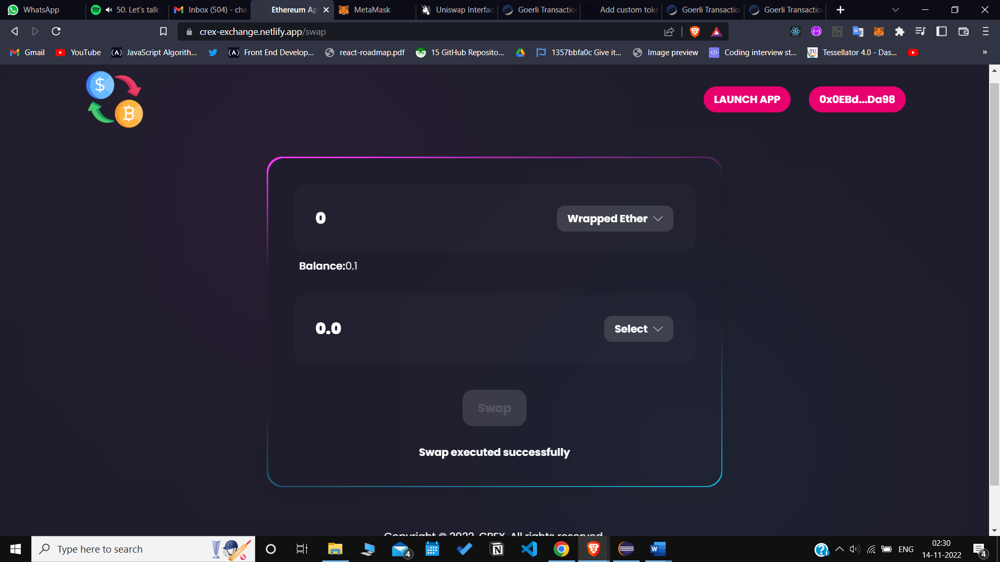 WhatsApp
50. Let's talk a
Inbox (504) - cha
Ethereum Ap
MetaMask
Uniswap Interfac
Goerli Transactio
Add custom toke
Goerli Transactio
Goerli Transactio
crex-exchange.netlify.app/swap
Gmail
YouTube
JavaScript Algorith...
Front End Develop...
react-roadmap.pdf
15 GitHub Reposito...
1357bbfa0c Give it...
Image preview
Coding interview st...
Tessellator 4.0 - Das...
»
LAUNCH APP
0x0EBd...Da98
0
Wrapped Ether
Balance:0.1
0.0
Select
Swap
Swap executed successfully
Copyright © 2022, CREX. All rights reserved
Type here to search
4
ENG
02:30
14-11-2022
4